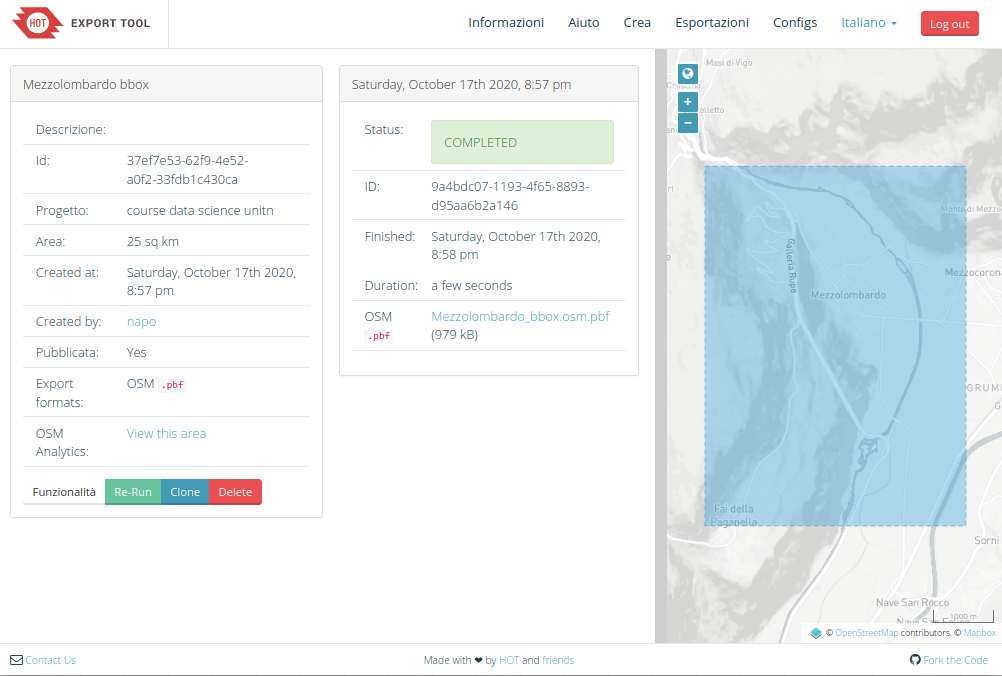 HOT EXPORT TOOL
Informazioni Aiuto Crea Esportazioni Configs Italiano Log out
Mezzolombardo bbox
Descrizione:
Id: 37ef7e53-62f9-4e52-
a0f2-33fdb1c430ca
Progetto: course data science unitn
Area: 25 sq km
Created at: Saturday, October 17th 2020,
8:57 pm
Created by: napo
Pubblicata: Yes
Export OSM .pbf
formats:
OSM View this area
Analytics:
Funzionalità Re-Run Clone Delete
Saturday, October 17th 2020, 8:57 pm
Status: COMPLETED
ID: 9a4bdc07-1193-4f65-8893-
d95aa6b2a146
Finished: Saturday, October 17th 2020,
8:58 pm
Duration: a few seconds
OSM Mezzolombardo_bbox.osm.pbf
.pbf (979 kB)
Masi di Vigo
+
−
Monte di Mezzo
Galleria Rupe
Mezzocorona
Mezzolombardo
GRUM
Fai della
Paganella
Sorni
Nave San Rocco
1000 m
Nave San Felice
© OpenStreetMap contributors. © Mapbox
Contact Us
Made with ❤ by HOT and friends
Fork the Code